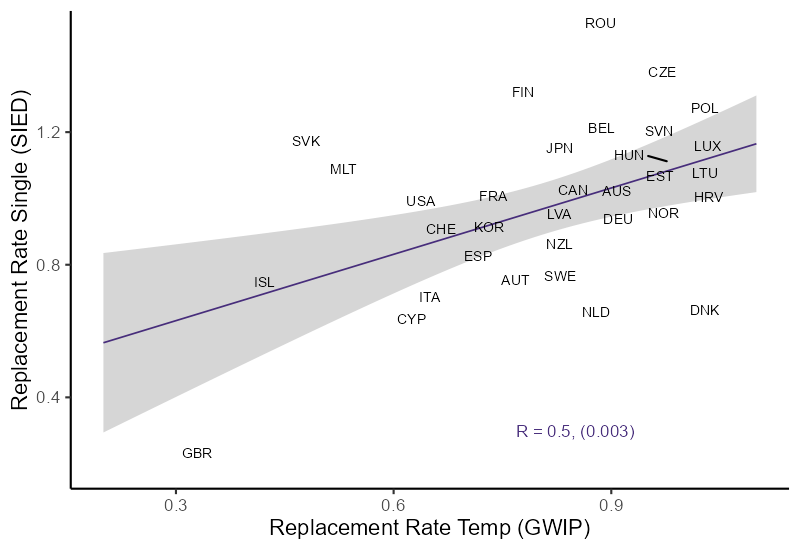 ROU
CZE
FIN
POL
BEL
SVN
1.2
SVK
JPN
LUX
HUN
MLT
LTU
EST
CAN
AUS
FRA
HRV
USA
LVA
NOR
DEU
CHE
KOR
NZL
ESP
0.8
SWE
AUT
ISL
ITA
CYP
NLD
DNK
0.4
R = 0.5, (0.003)
GBR
0.3
0.6
0.9
Replacement Rate Temp (GWIP)
Replacement Rate Single (SIED)